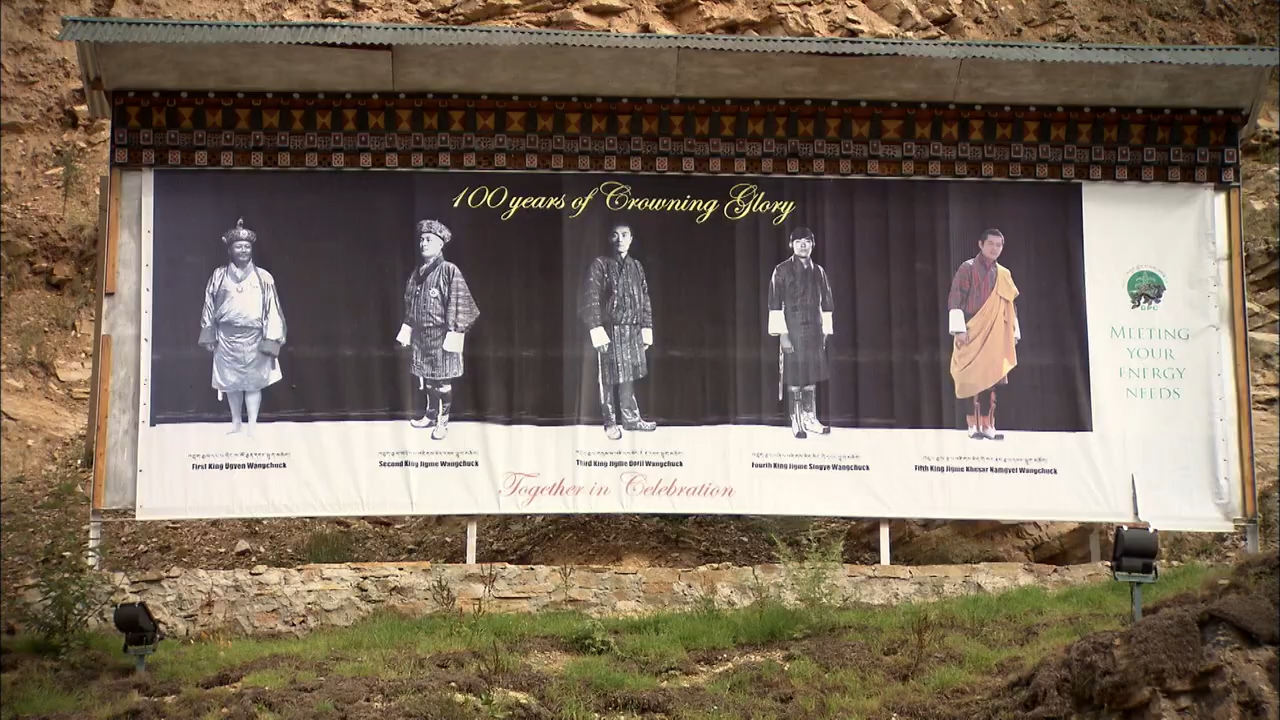 100 years of Crowning Glory
BPC
MEETING
YOUR
ENERGY
NEEDS
First King Ugyen Wangchuck
Second King Jigme Wangchuck
Third King Jigme Dorji Wangchuck
Fourth King Jigme Singye Wangchuck
Fifth King Jigme Khesar Namgyel Wangchuck
Together in Celebration